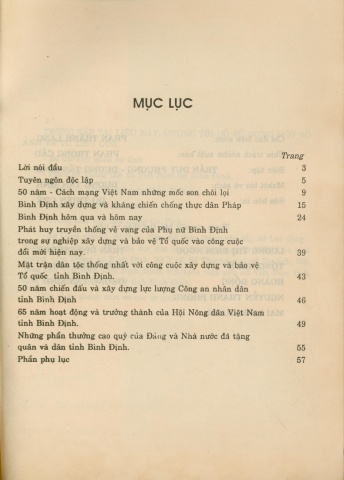 MỤC LỤC
Trang
Lời nói đầu 3
Tuyên ngôn độc lập 5
50 năm - Cách mạng Việt Nam những mốc son chói lọi 9
Bình Định xây dựng và kháng chiến chống thực dân Pháp 15
Bình Định hôm qua và hôm nay 24
Phát huy truyền thống vẻ vang của Phụ nữ Bình Định
trong sự nghiệp xây dựng và bảo vệ Tổ quốc vào công cuộc
đổi mới hiện nay. 39
Mặt trận dân tộc thống nhất với công cuộc xây dựng và bảo vệ
Tổ quốc tỉnh Bình Định. 43
50 năm chiến đấu và xây dựng lực lượng Công an nhân dân
tỉnh Bình Định 46
65 năm hoạt động và trưởng thành của Hội Nông dân Việt Nam
tỉnh Bình Định. 49
Những phần thưởng cao quý của Đảng và Nhà nước đã tặng
quân và dân tỉnh Bình Định. 55
Phần phụ lục 57